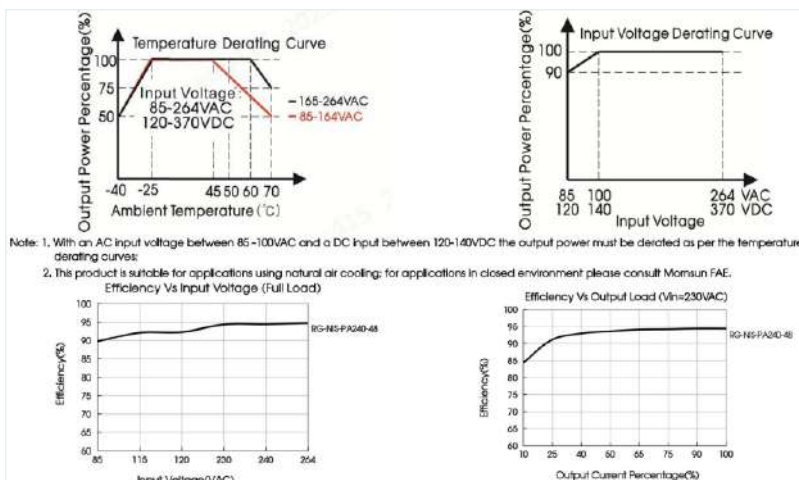 Temperature Derating Curve
Output Power Percentage(%)
100
75
50
Input Voltage:
85-264VAC
120-370VDC
165-264VAC
85-164VAC
-40 -25 45 50 60 70
Ambient Temperature (℃)
Input Voltage Derating Curve
Output Power Percentage(%)
100
90
85 100 264 VAC
120 140 370 VDC
Input Voltage
Note: 1. With an AC input voltage between 85 -100VAC and a DC input between 120-140VDC the output power must be derated as per the temperature
derating curves;
2. This product is suitable for applications using natural air cooling; for applications in closed environment please consult Mornsun FAE.
Efficiency Vs Input Voltage (Full Load)
Efficiency(%)
100
95
90
85
80
75
70
65
60
RG-NIS-PA240-48
85 115 120 230 240 264
Input Voltage(VAC)
Efficiency Vs Output Load (Vin=230VAC)
Efficiency(%)
100
95
90
85
80
75
70
65
60
RG-NIS-PA240-48
10 25 40 50 65 75 90 100
Output Current Percentage(%)